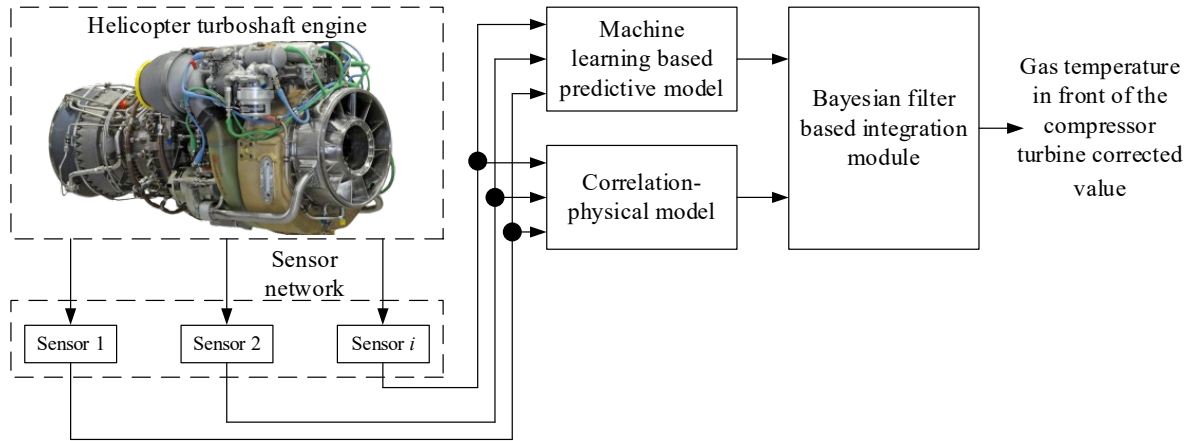 Helicopter turboshaft engine
Sensor
network
Sensor 1
Sensor 2
Sensor i
Machine
learning based
predictive model
Correlation-
physical model
Bayesian filter
based integration
module
Gas temperature
in front of the
compressor
turbine corrected
value